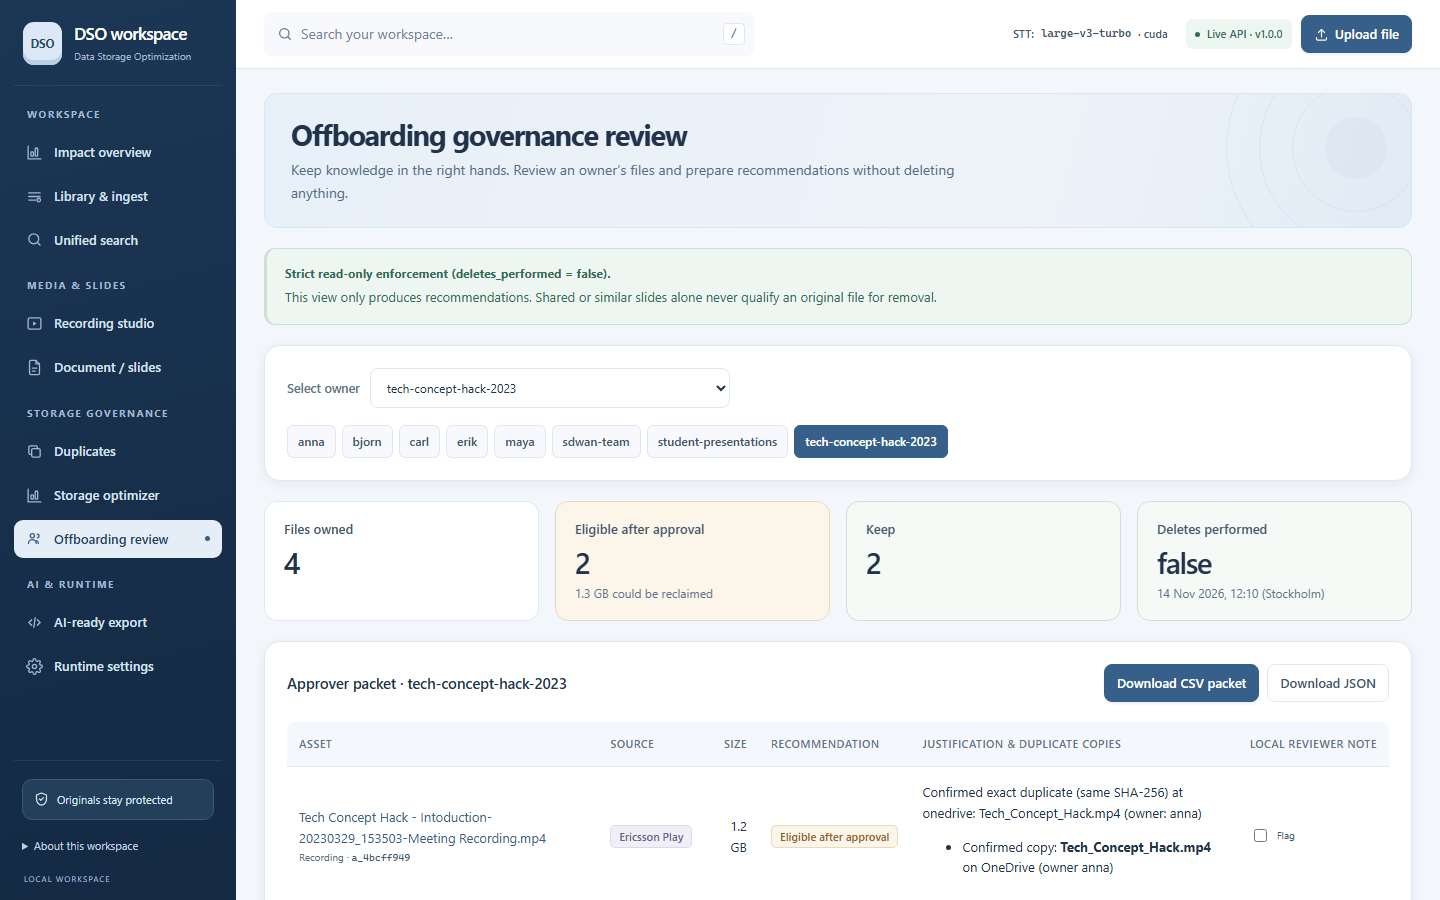 DSO
DSO workspace
Data Storage Optimization
WORKSPACE
Impact overview
Library & ingest
Unified search
MEDIA & SLIDES
Recording studio
Document / slides
STORAGE GOVERNANCE
Duplicates
Storage optimizer
Offboarding review
AI & RUNTIME
AI-ready export
Runtime settings
Originals stay protected
About this workspace
LOCAL WORKSPACE
Search your workspace...
/
STT: large-v3-turbo · cuda
Live API · v1.0.0
Upload file
Offboarding governance review
Keep knowledge in the right hands. Review an owner's files and prepare recommendations without deleting
anything.
Strict read-only enforcement (deletes_performed = false).
This view only produces recommendations. Shared or similar slides alone never qualify an original file for removal.
Select owner
tech-concept-hack-2023
anna
bjorn
carl
erik
maya
sdwan-team
student-presentations
tech-concept-hack-2023
Files owned
4
Eligible after approval
2
1.3 GB could be reclaimed
Keep
2
Deletes performed
false
14 Nov 2026, 12:10 (Stockholm)
Approver packet · tech-concept-hack-2023
Download CSV packet
Download JSON
ASSET
SOURCE
SIZE
RECOMMENDATION
JUSTIFICATION & DUPLICATE COPIES
LOCAL REVIEWER NOTE
Tech Concept Hack - Intoduction-
20230329_153503-Meeting Recording.mp4
Recording · a_4bcff949
Ericsson Play
1.2
GB
Eligible after approval
Confirmed exact duplicate (same SHA-256) at
onedrive: Tech_Concept_Hack.mp4 (owner: anna)
• Confirmed copy: Tech_Concept_Hack.mp4
on OneDrive (owner anna)
Flag